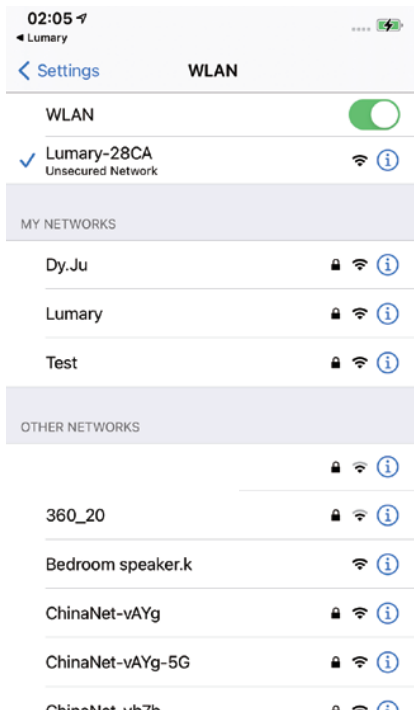 02:05
Lumary
Settings
WLAN
WLAN
Lumary-28CA
Unsecured Network
MY NETWORKS
Dy.Ju
Lumary
Test
OTHER NETWORKS
360_20
Bedroom speaker.k
ChinaNet-vAYg
ChinaNet-vAYg-5G